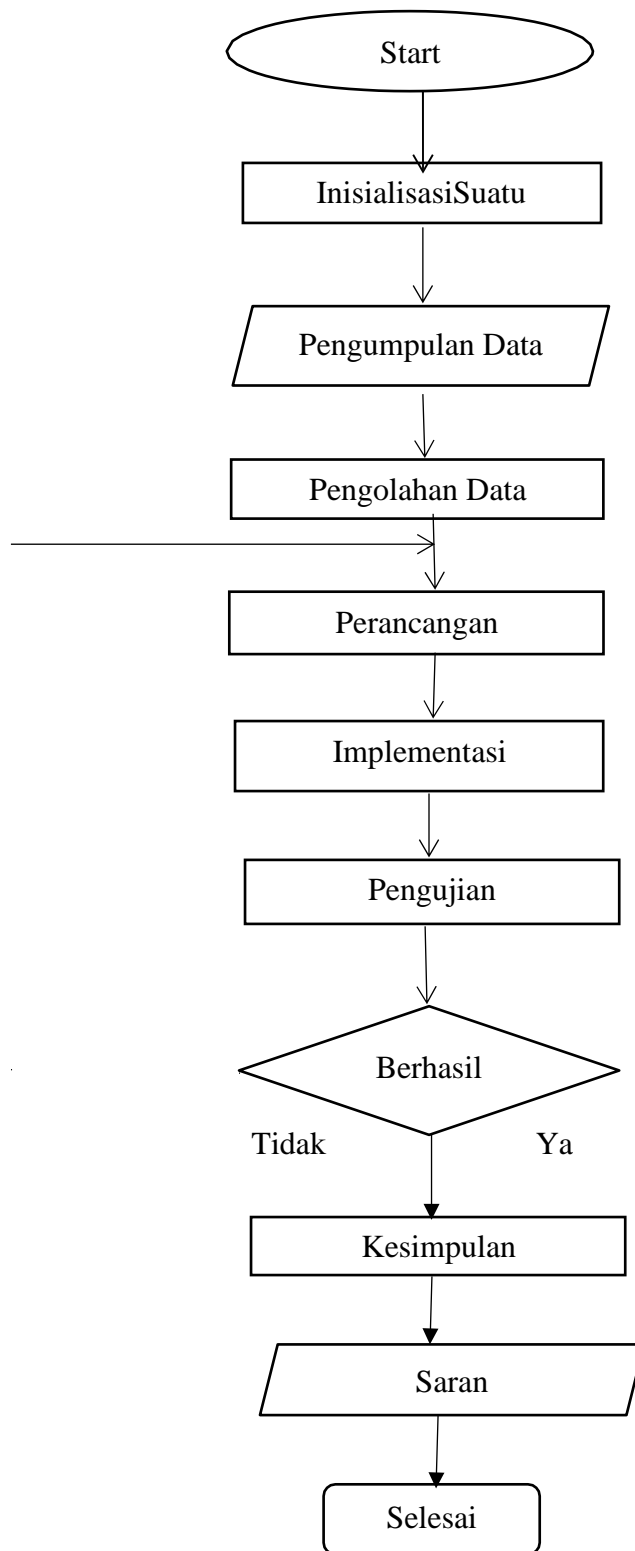 Start
InisialisasiSuatu
Pengumpulan Data
Pengolahan Data
Perancangan
Implementasi
Pengujian
Berhasil
Tidak Ya
Kesimpulan
Saran
Selesai